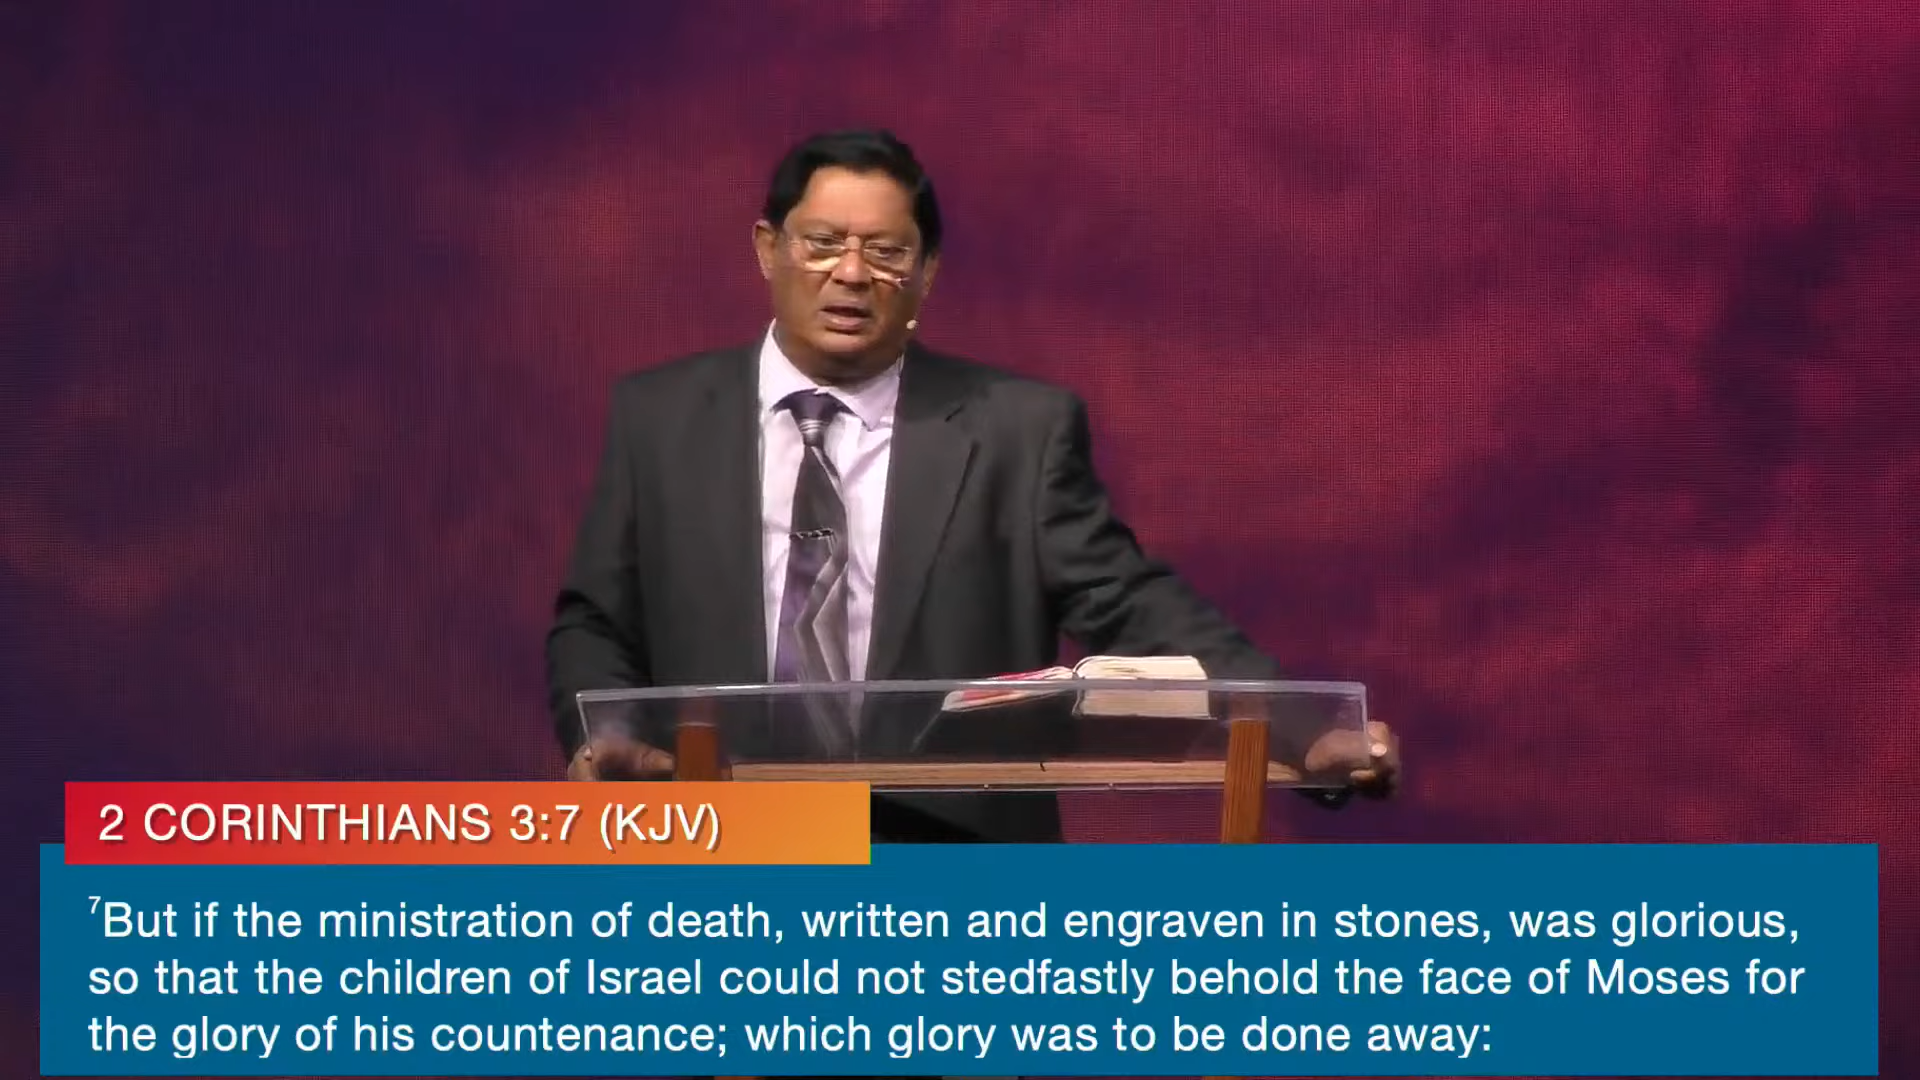 2 CORINTHIANS 3:7 (KJV)
⁷But if the ministration of death, written and engraven in stones, was glorious,
so that the children of Israel could not stedfastly behold the face of Moses for
the glory of his countenance; which glory was to be done away: